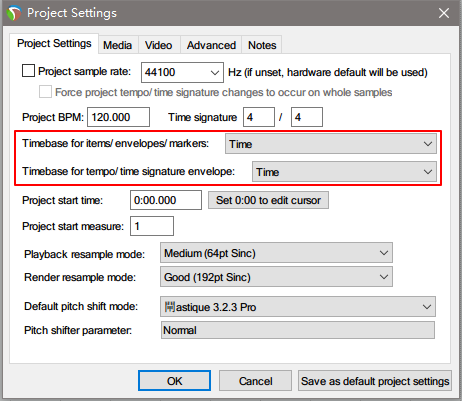 Project Settings
Project Settings Media Video Advanced Notes
Project sample rate: 44100 Hz (if unset, hardware default will be used)
Force project tempo/ time signature changes to occur on whole samples
Project BPM: 120.000 Time signature 4 / 4
Timebase for items/ envelopes/ markers: Time
Timebase for tempo/ time signature envelope: Time
Project start time: 0:00.000 Set 0:00 to edit cursor
Project start measure: 1
Playback resample mode: Medium (64pt Sinc)
Render resample mode: Good (192pt Sinc)
Default pitch shift mode: astique 3.2.3 Pro
Pitch shifter parameter: Normal
OK Cancel Save as default project settings